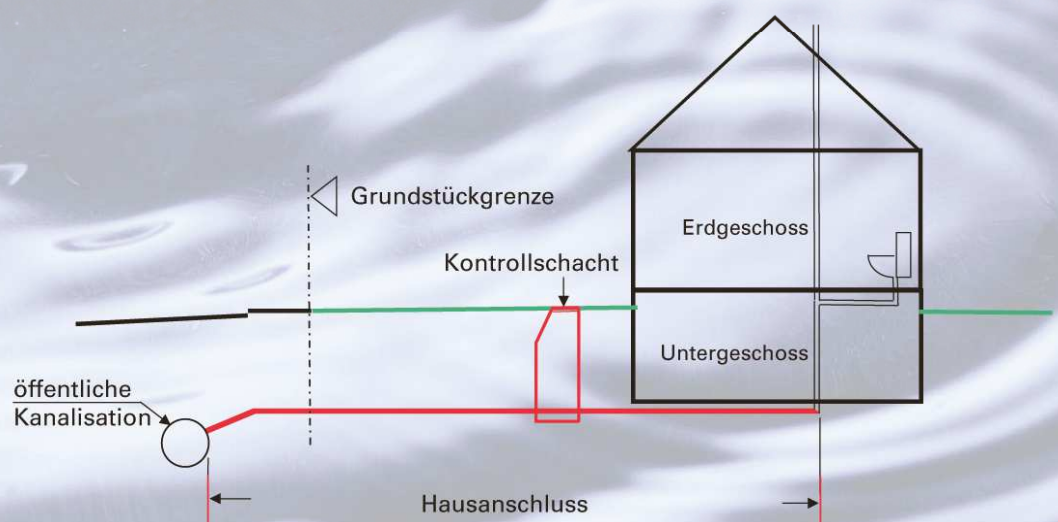 Grundstückgrenze
Erdgeschoss
Kontrollschacht
Untergeschoss
öffentliche
Kanalisation
Hausanschluss